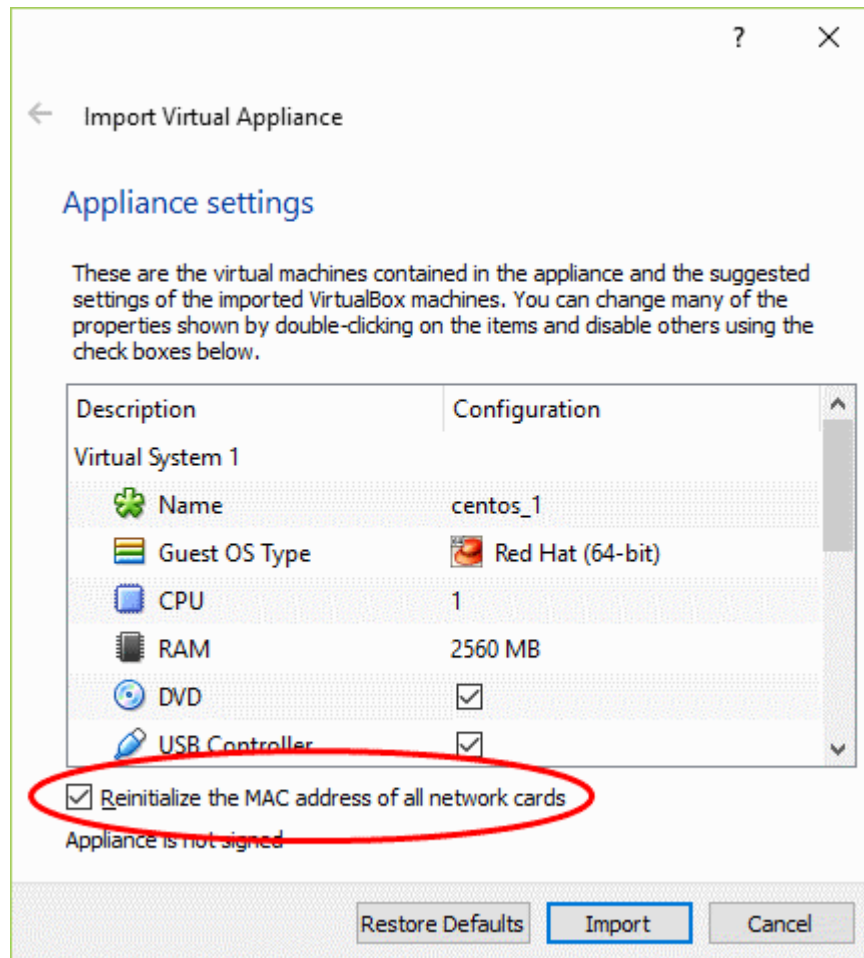 ?
Import Virtual Appliance
Appliance settings
These are the virtual machines contained in the appliance and the suggested
settings of the imported VirtualBox machines. You can change many of the
properties shown by double-clicking on the items and disable others using the
check boxes below.
Description Configuration
Virtual System 1
Name centos_1
Guest OS Type Red Hat (64-bit)
CPU 1
RAM 2560 MB
DVD
USB Controller
Reinitialize the MAC address of all network cards
Appliance is not signed
Restore Defaults Import Cancel